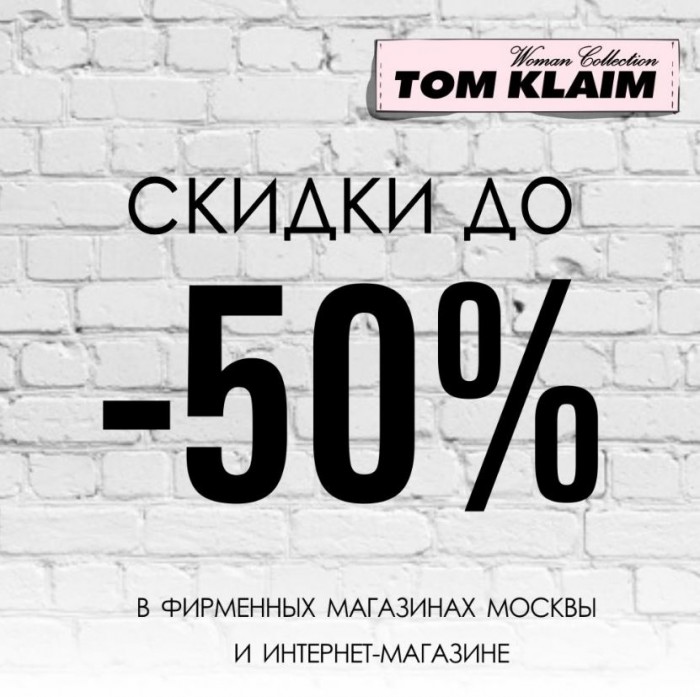 Woman Collection
TOM KLAIM
СКИДКИ ДО
-50%
В ФИРМЕННЫХ МАГАЗИНАХ МОСКВЫ
И ИНТЕРНЕТ-МАГАЗИНЕ